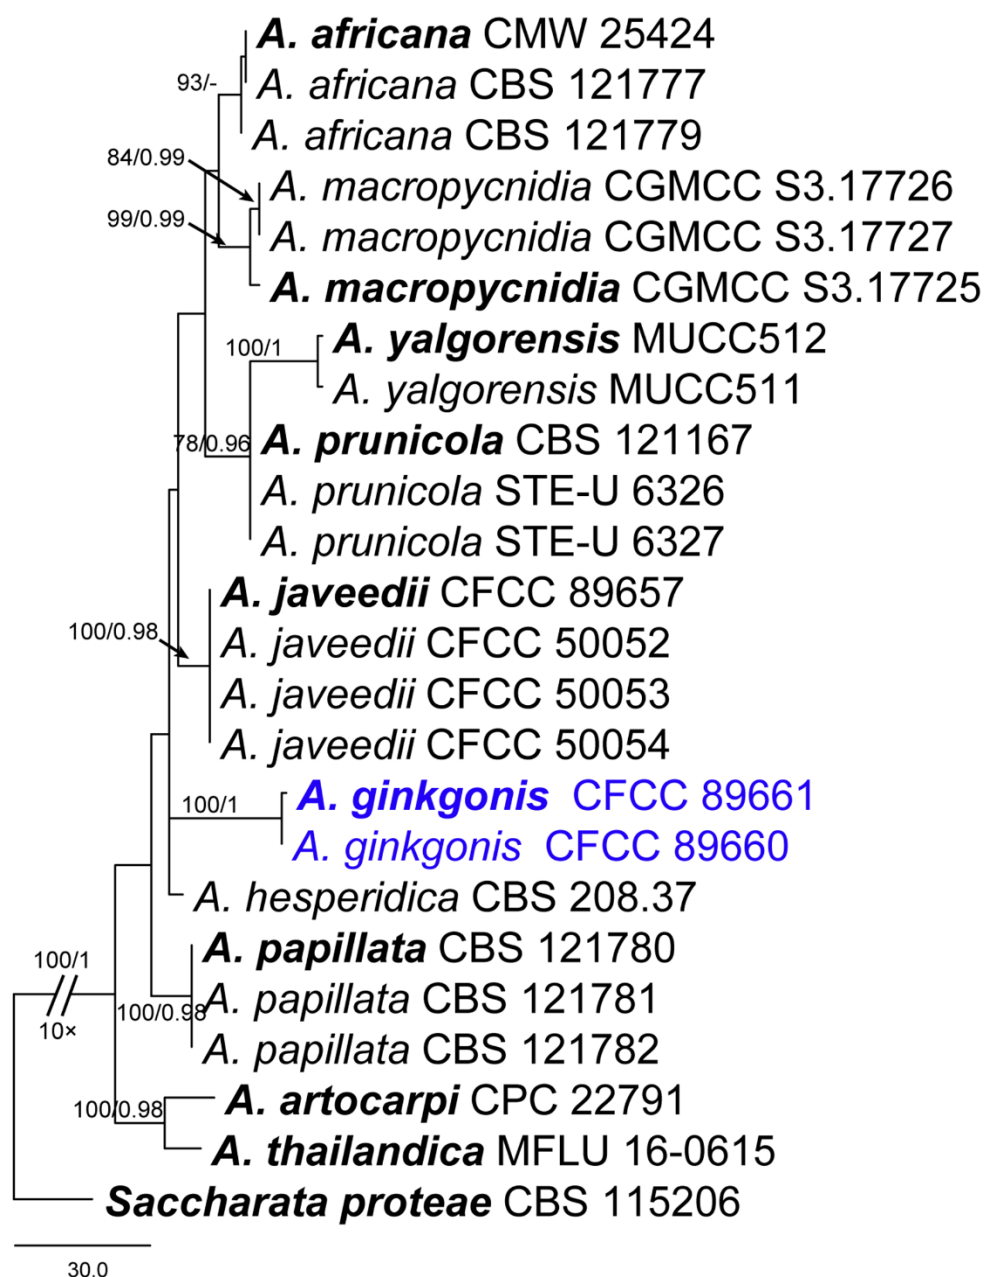 A. africana CMW 25424
93/-
A. africana CBS 121777
A. africana CBS 121779
84/0.99
A. macropycnidia CGMCC S3.17726
99/0.99
A. macropycnidia CGMCC S3.17727
A. macropycnidia CGMCC S3.17725
100/1
A. yalgorensis MUCC512
A. yalgorensis MUCC511
78/0.96
A. prunicola CBS 121167
A. prunicola STE-U 6326
A. prunicola STE-U 6327
A. javeedii CFCC 89657
100/0.98
A. javeedii CFCC 50052
A. javeedii CFCC 50053
A. javeedii CFCC 50054
100/1
A. ginkgonis CFCC 89661
A. ginkgonis CFCC 89660
A. hesperidica CBS 208.37
A. papillata CBS 121780
100/1
10×
100/0.98
A. papillata CBS 121781
A. papillata CBS 121782
100/0.98
A. artocarpi CPC 22791
A. thailandica MFLU 16-0615
Saccharata proteae CBS 115206
30.0